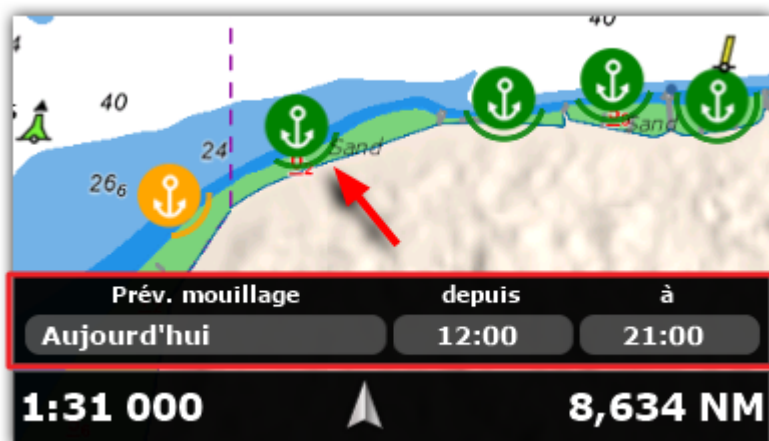 40
40
24
Sand
Sand
26₆
Prév. mouillage depuis à
Aujourd'hui 12:00 21:00
1:31 000 8,634 NM